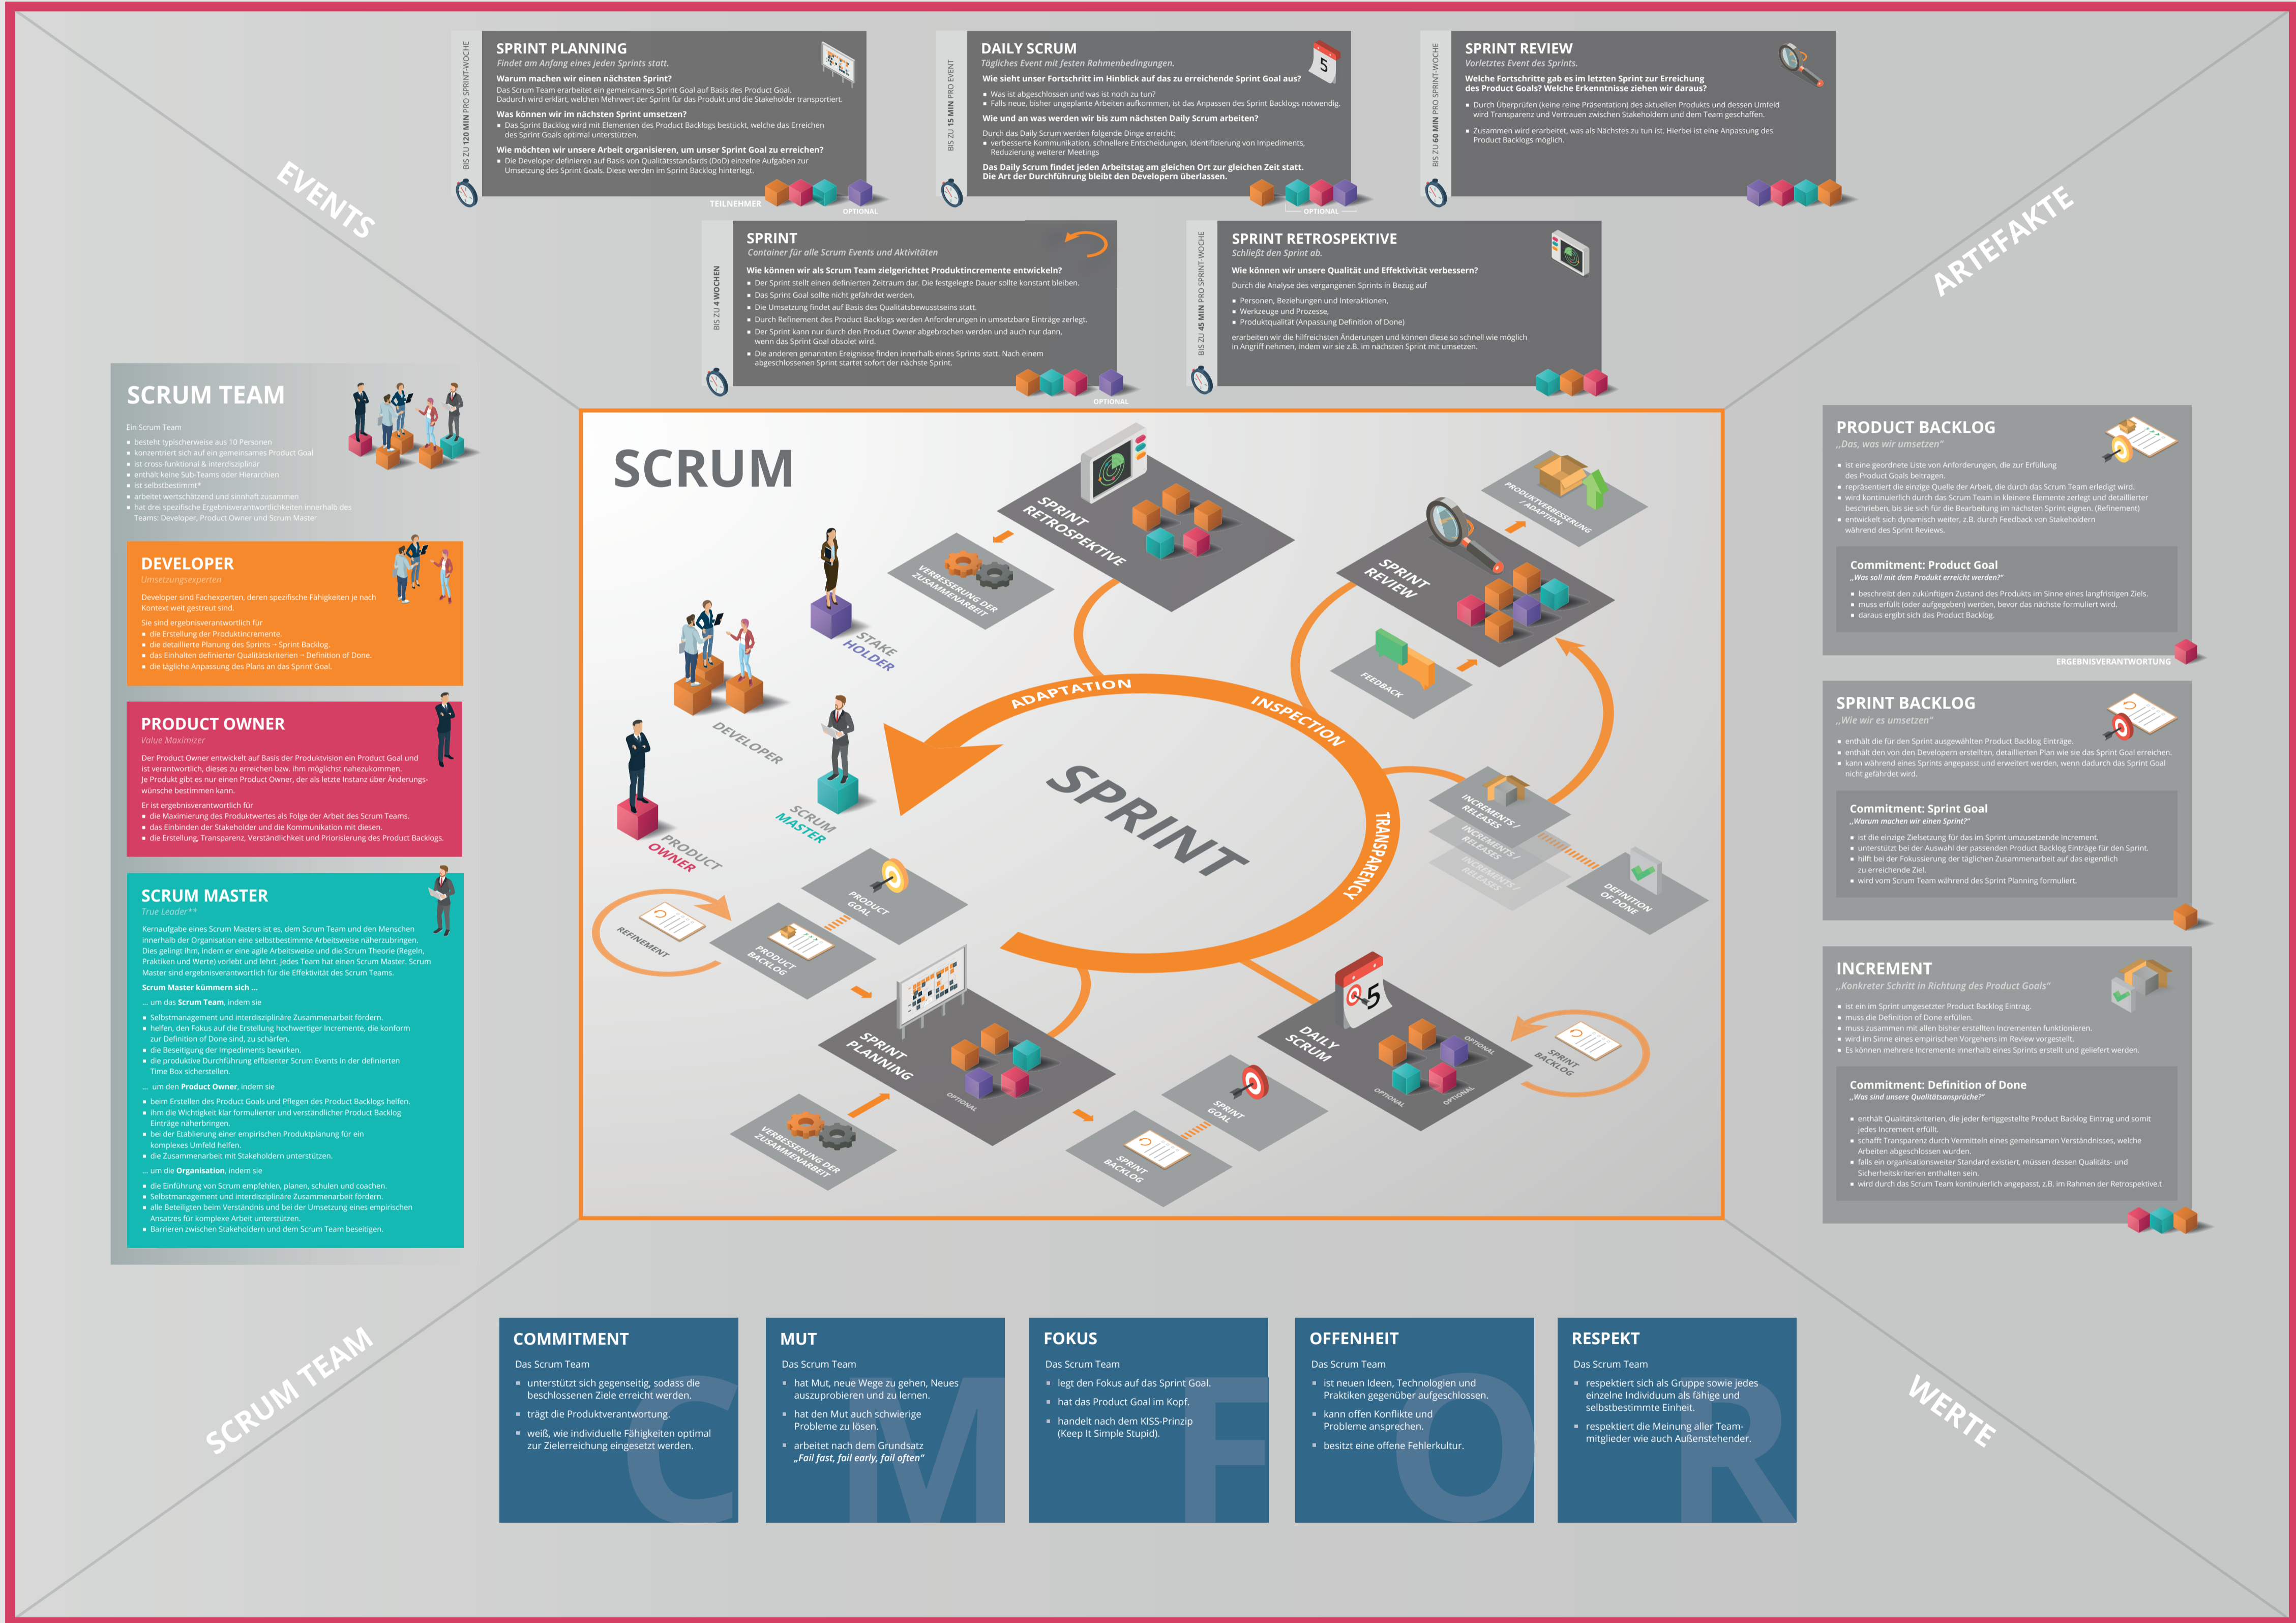 EVENTS
ARTEFAKTE
SCRUM TEAM
WERTE
BIS ZU 120 MIN PRO SPRINT-WOCHE
SPRINT PLANNING
Findet am Anfang eines jeden Sprints statt.
Warum machen wir einen nächsten Sprint?
Das Scrum Team erarbeitet ein gemeinsames Sprint Goal auf Basis des Product Goal.
Dadurch wird erklärt, welchen Mehrwert der Sprint für das Produkt und die Stakeholder transportiert.
Was können wir im nächsten Sprint umsetzen?
▪ Das Sprint Backlog wird mit Elementen des Product Backlogs bestückt, welche das Erreichen
des Sprint Goals optimal unterstützen.
Wie möchten wir unsere Arbeit organisieren, um unser Sprint Goal zu erreichen?
▪ Die Developer definieren auf Basis von Qualitätsstandards (DoD) einzelne Aufgaben zur
Umsetzung des Sprint Goals. Diese werden im Sprint Backlog hinterlegt.
TEILNEHMER
OPTIONAL
BIS ZU 15 MIN PRO EVENT
DAILY SCRUM
Tägliches Event mit festen Rahmenbedingungen.
5
Wie sieht unser Fortschritt im Hinblick auf das zu erreichende Sprint Goal aus?
▪ Was ist abgeschlossen und was ist noch zu tun?
▪ Falls neue, bisher ungeplante Arbeiten aufkommen, ist das Anpassen des Sprint Backlogs notwendig.
Wie und an was werden wir bis zum nächsten Daily Scrum arbeiten?
Durch das Daily Scrum werden folgende Dinge erreicht:
▪ verbesserte Kommunikation, schnellere Entscheidungen, Identifizierung von Impediments,
Reduzierung weiterer Meetings
Das Daily Scrum findet jeden Arbeitstag am gleichen Ort zur gleichen Zeit statt.
Die Art der Durchführung bleibt den Developern überlassen.
OPTIONAL
BIS ZU 60 MIN PRO SPRINT-WOCHE
SPRINT REVIEW
Vorletztes Event des Sprints.
Welche Fortschritte gab es im letzten Sprint zur Erreichung
des Product Goals? Welche Erkenntnisse ziehen wir daraus?
▪ Durch Überprüfen (keine reine Präsentation) des aktuellen Produkts und dessen Umfeld
wird Transparenz und Vertrauen zwischen Stakeholdern und dem Team geschaffen.
▪ Zusammen wird erarbeitet, was als Nächstes zu tun ist. Hierbei ist eine Anpassung des
Product Backlogs möglich.
BIS ZU 4 WOCHEN
SPRINT
Container für alle Scrum Events und Aktivitäten
Wie können wir als Scrum Team zielgerichtet Produktincremente entwickeln?
▪ Der Sprint stellt einen definierten Zeitraum dar. Die festgelegte Dauer sollte konstant bleiben.
▪ Das Sprint Goal sollte nicht gefährdet werden.
▪ Die Umsetzung findet auf Basis des Qualitätsbewusstseins statt.
▪ Durch Refinement des Product Backlogs werden Anforderungen in umsetzbare Einträge zerlegt.
▪ Der Sprint kann nur durch den Product Owner abgebrochen werden und auch nur dann,
wenn das Sprint Goal obsolet wird.
▪ Die anderen genannten Ereignisse finden innerhalb eines Sprints statt. Nach einem
abgeschlossenen Sprint startet sofort der nächste Sprint.
OPTIONAL
BIS ZU 45 MIN PRO SPRINT-WOCHE
SPRINT RETROSPEKTIVE
Schließt den Sprint ab.
Wie können wir unsere Qualität und Effektivität verbessern?
Durch die Analyse des vergangenen Sprints in Bezug auf
▪ Personen, Beziehungen und Interaktionen,
▪ Werkzeuge und Prozesse,
▪ Produktqualität (Anpassung Definition of Done)
erarbeiten wir die hilfreichsten Änderungen und können diese so schnell wie möglich
in Angriff nehmen, indem wir sie z.B. im nächsten Sprint mit umsetzen.
SCRUM TEAM
Ein Scrum Team
▪ besteht typischerweise aus 10 Personen
▪ konzentriert sich auf ein gemeinsames Product Goal
▪ ist cross-funktional & interdisziplinär
▪ enthält keine Sub-Teams oder Hierarchien
▪ ist selbstbestimmt*
▪ arbeitet wertschätzend und sinnhaft zusammen
▪ hat drei spezifische Ergebnisverantwortlichkeiten innerhalb des
Teams: Developer, Product Owner und Scrum Master
DEVELOPER
Umsetzungsexperten
Developer sind Fachexperten, deren spezifische Fähigkeiten je nach
Kontext weit gestreut sind.
Sie sind ergebnisverantwortlich für
▪ die Erstellung der Produktincremente.
▪ die detaillierte Planung des Sprints → Sprint Backlog.
▪ das Einhalten definierter Qualitätskriterien → Definition of Done.
▪ die tägliche Anpassung des Plans an das Sprint Goal.
PRODUCT OWNER
Value Maximizer
Der Product Owner entwickelt auf Basis der Produktvision ein Product Goal und
ist verantwortlich, dieses zu erreichen bzw. ihm möglichst nahezukommen.
Je Produkt gibt es nur einen Product Owner, der als letzte Instanz über Änderungs-
wünsche bestimmen kann.
Er ist ergebnisverantwortlich für
▪ die Maximierung des Produktwertes als Folge der Arbeit des Scrum Teams.
▪ das Einbinden der Stakeholder und die Kommunikation mit diesen.
▪ die Erstellung, Transparenz, Verständlichkeit und Priorisierung des Product Backlogs.
SCRUM MASTER
True Leader**
Kernaufgabe eines Scrum Masters ist es, dem Scrum Team und den Menschen
innerhalb der Organisation eine selbstbestimmte Arbeitsweise näherzubringen.
Dies gelingt ihm, indem er eine agile Arbeitsweise und die Scrum Theorie (Regeln,
Praktiken und Werte) vorlebt und lehrt. Jedes Team hat einen Scrum Master. Scrum
Master sind ergebnisverantwortlich für die Effektivität des Scrum Teams.
Scrum Master kümmern sich ...
... um das Scrum Team, indem sie
▪ Selbstmanagement und interdisziplinäre Zusammenarbeit fördern.
▪ helfen, den Fokus auf die Erstellung hochwertiger Incremente, die konform
zur Definition of Done sind, zu schärfen.
▪ die Beseitigung der Impediments bewirken.
▪ die produktive Durchführung effizienter Scrum Events in der definierten
Time Box sicherstellen.
... um den Product Owner, indem sie
▪ beim Erstellen des Product Goals und Pflegen des Product Backlogs helfen.
▪ ihm die Wichtigkeit klar formulierter und verständlicher Product Backlog
Einträge näherbringen.
▪ bei der Etablierung einer empirischen Produktplanung für ein
komplexes Umfeld helfen.
▪ die Zusammenarbeit mit Stakeholdern unterstützen.
... um die Organisation, indem sie
▪ die Einführung von Scrum empfehlen, planen, schulen und coachen.
▪ Selbstmanagement und interdisziplinäre Zusammenarbeit fördern.
▪ alle Beteiligten beim Verständnis und bei der Umsetzung eines empirischen
Ansatzes für komplexe Arbeit unterstützen.
▪ Barrieren zwischen Stakeholdern und dem Scrum Team beseitigen.
SCRUM
SPRINT
RETROSPEKTIVE
VERBESSERUNG DER
ZUSAMMENARBEIT
PRODUKTVERBESSERUNG
/ ADAPTION
SPRINT
REVIEW
FEEDBACK
STAKE
HOLDER
DEVELOPER
SCRUM
MASTER
PRODUCT
OWNER
ADAPTATION
INSPECTION
TRANSPARENCY
SPRINT
INCREMENTS /
RELEASES
INCREMENTS /
RELEASES
INCREMENTS /
RELEASES
DEFINITION
OF DONE
PRODUCT
GOAL
REFINEMENT
PRODUCT
BACKLOG
SPRINT
PLANNING
OPTIONAL
VERBESSERUNG DER
ZUSAMMENARBEIT
SPRINT
GOAL
SPRINT
BACKLOG
5
DAILY
SCRUM
OPTIONAL
OPTIONAL
OPTIONAL
SPRINT
BACKLOG
PRODUCT BACKLOG
„Das, was wir umsetzen“
▪ ist eine geordnete Liste von Anforderungen, die zur Erfüllung
des Product Goals beitragen.
▪ repräsentiert die einzige Quelle der Arbeit, die durch das Scrum Team erledigt wird.
▪ wird kontinuierlich durch das Scrum Team in kleinere Elemente zerlegt und detaillierter
beschrieben, bis sie sich für die Bearbeitung im nächsten Sprint eignen. (Refinement)
▪ entwickelt sich dynamisch weiter, z.B. durch Feedback von Stakeholdern
während des Sprint Reviews.
Commitment: Product Goal
„Was soll mit dem Produkt erreicht werden?“
▪ beschreibt den zukünftigen Zustand des Produkts im Sinne eines langfristigen Ziels.
▪ muss erfüllt (oder aufgegeben) werden, bevor das nächste formuliert wird.
▪ daraus ergibt sich das Product Backlog.
ERGEBNISVERANTWORTUNG
SPRINT BACKLOG
„Wie wir es umsetzen“
▪ enthält die für den Sprint ausgewählten Product Backlog Einträge.
▪ enthält den von den Developern erstellten, detaillierten Plan wie sie das Sprint Goal erreichen.
▪ kann während eines Sprints angepasst und erweitert werden, wenn dadurch das Sprint Goal
nicht gefährdet wird.
Commitment: Sprint Goal
„Warum machen wir einen Sprint?“
▪ ist die einzige Zielsetzung für das im Sprint umzusetzende Increment.
▪ unterstützt bei der Auswahl der passenden Product Backlog Einträge für den Sprint.
▪ hilft bei der Fokussierung der täglichen Zusammenarbeit auf das eigentlich
zu erreichende Ziel.
▪ wird vom Scrum Team während des Sprint Planning formuliert.
INCREMENT
„Konkreter Schritt in Richtung des Product Goals“
▪ ist ein im Sprint umgesetzter Product Backlog Eintrag.
▪ muss die Definition of Done erfüllen.
▪ muss zusammen mit allen bisher erstellten Incrementen funktionieren.
▪ wird im Sinne eines empirischen Vorgehens im Review vorgestellt.
▪ Es können mehrere Incremente innerhalb eines Sprints erstellt und geliefert werden.
Commitment: Definition of Done
„Was sind unsere Qualitätsansprüche?“
▪ enthält Qualitätskriterien, die jeder fertiggestellte Product Backlog Eintrag und somit
jedes Increment erfüllt.
▪ schafft Transparenz durch Vermitteln eines gemeinsamen Verständnisses, welche
Arbeiten abgeschlossen wurden.
▪ falls ein organisationsweiter Standard existiert, müssen dessen Qualitäts- und
Sicherheitskriterien enthalten sein.
▪ wird durch das Scrum Team kontinuierlich angepasst, z.B. im Rahmen der Retrospektive.t
COMMITMENT
Das Scrum Team
▪ unterstützt sich gegenseitig, sodass die
beschlossenen Ziele erreicht werden.
▪ trägt die Produktverantwortung.
▪ weiß, wie individuelle Fähigkeiten optimal
zur Zielerreichung eingesetzt werden.
C
MUT
Das Scrum Team
▪ hat Mut, neue Wege zu gehen, Neues
auszuprobieren und zu lernen.
▪ hat den Mut auch schwierige
Probleme zu lösen.
▪ arbeitet nach dem Grundsatz
„Fail fast, fail early, fail often“
M
FOKUS
Das Scrum Team
▪ legt den Fokus auf das Sprint Goal.
▪ hat das Product Goal im Kopf.
▪ handelt nach dem KISS-Prinzip
(Keep It Simple Stupid).
F
OFFENHEIT
Das Scrum Team
▪ ist neuen Ideen, Technologien und
Praktiken gegenüber aufgeschlossen.
▪ kann offen Konflikte und
Probleme ansprechen.
▪ besitzt eine offene Fehlerkultur.
O
RESPEKT
Das Scrum Team
▪ respektiert sich als Gruppe sowie jedes
einzelne Individuum als fähige und
selbstbestimmte Einheit.
▪ respektiert die Meinung aller Team-
mitglieder wie auch Außenstehender.
R